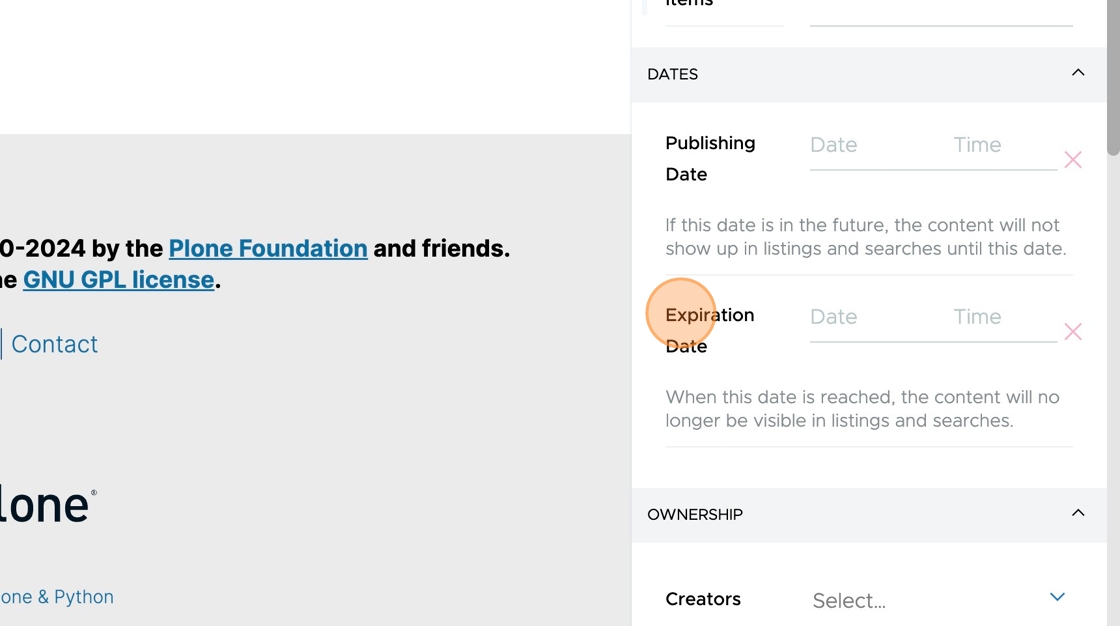 Items
DATES
Publishing
Date
Date Time
If this date is in the future, the content will not
show up in listings and searches until this date.
Expiration
Date
Date Time
When this date is reached, the content will no
longer be visible in listings and searches.
OWNERSHIP
Creators
Select...
0-2024 by the Plone Foundation and friends.
e GNU GPL license.
Contact
lone®
one & Python